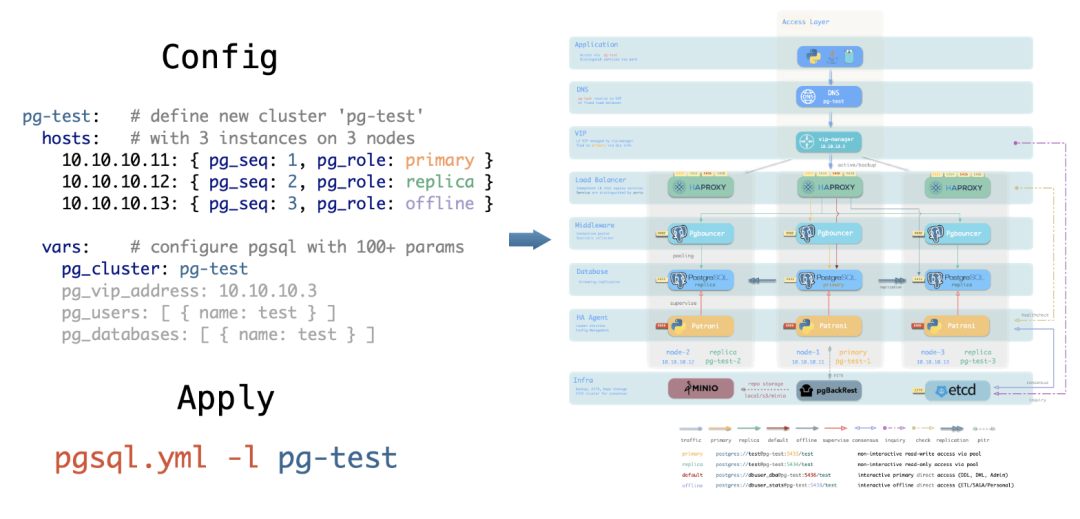 Config
pg-test: # define new cluster 'pg-test'
hosts: # with 3 instances on 3 nodes
10.10.10.11: { pg_seq: 1, pg_role: primary }
10.10.10.12: { pg_seq: 2, pg_role: replica }
10.10.10.13: { pg_seq: 3, pg_role: offline }
vars: # configure pgsql with 100+ params
pg_cluster: pg-test
pg_vip_address: 10.10.10.3
pg_users: [ { name: test } ]
pg_databases: [ { name: test } ]
Apply
pgsql.yml -l pg-test
Access Layer
Application
DNS
DNS
pg-test
VIP
vip-manager
10.10.10.3
active/backup
Load Balancer
HAPROXY
HAPROXY
HAPROXY
Middleware
Pgbouncer
Pgbouncer
Pgbouncer
pooling
Database
PostgreSQL
replica
PostgreSQL
primary
PostgreSQL
replica
supervise
HA Agent
Patroni
Patroni
Patroni
healthcheck
node-2 replica
10.10.10.12 pg-test-2
node-1 primary
10.10.10.11 pg-test-1
node-3 replica
10.10.10.13 pg-test-3
Infra
MINIO
repo storage
local/s3/minio
pgBackRest
etcd
consensus
inquiry
traffic primary replica default offline supervise consensus inquiry check replication pitr
primary postgres://test@pg-test:5433/test non-interactive read-write access via pool
replica postgres://test@pg-test:5434/test non-interactive read-only access via pool
default postgres://dbuser_dba@pg-test:5436/test interactive primary direct access (DDL, DML, Admin)
offline postgres://dbuser_stats@pg-test:5438/test interactive offline direct access (ETL/SAGA/Personal)